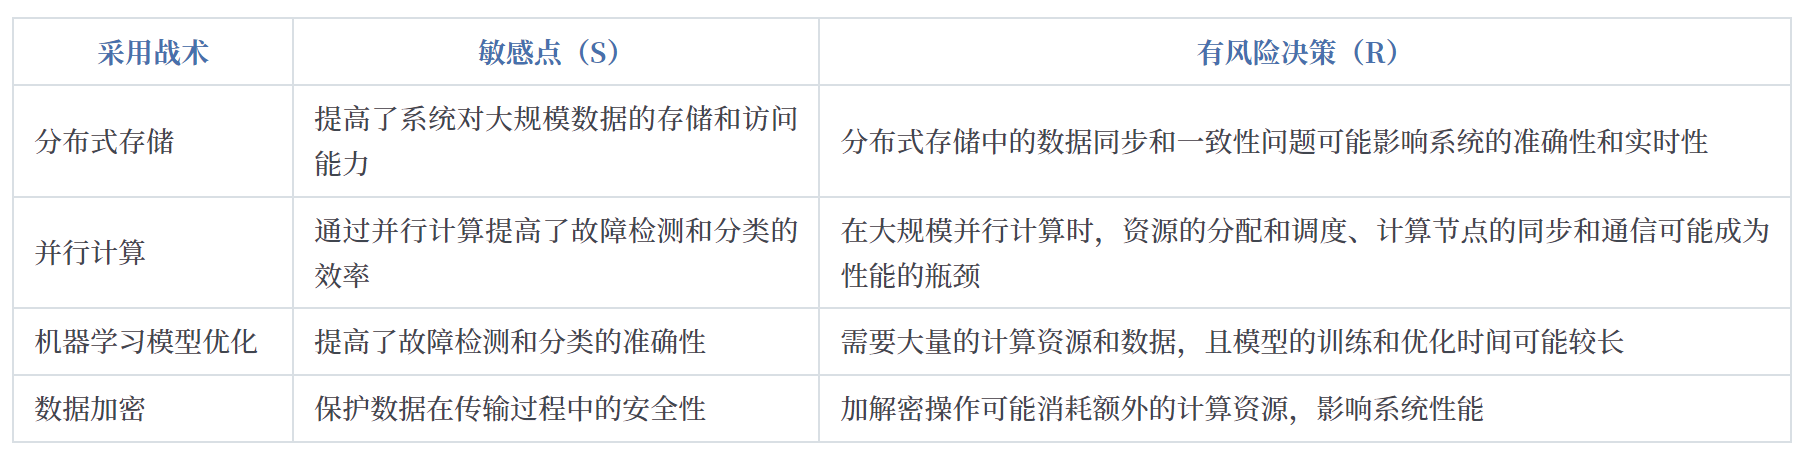 采用战术
敏感点（S）
有风险决策（R）
分布式存储
提高了系统对大规模数据的存储和访问
能力
分布式存储中的数据同步和一致性问题可能影响系统的准确性和实时性
并行计算
通过并行计算提高了故障检测和分类的
效率
在大规模并行计算时，资源的分配和调度、计算节点的同步和通信可能成为
性能的瓶颈
机器学习模型优化
提高了故障检测和分类的准确性
需要大量的计算资源和数据，且模型的训练和优化时间可能较长
数据加密
保护数据在传输过程中的安全性
加解密操作可能消耗额外的计算资源，影响系统性能